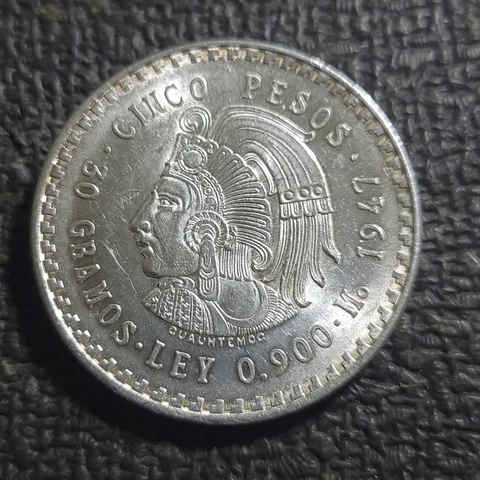 30 GRAMOS · CINCO PESOS · 1947 · M. · LEY 0.900 ·
CUAUHTEMOC